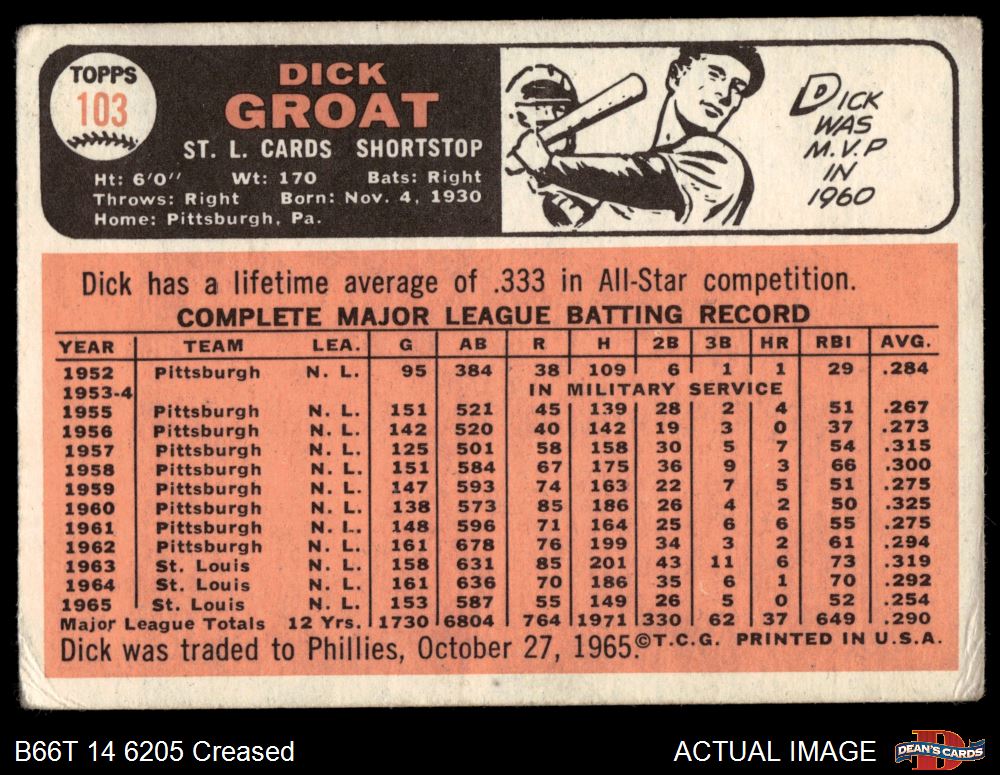 TOPPS
103
DICK
GROAT
ST. L. CARDS SHORTSTOP
Ht: 6'0" Wt: 170 Bats: Right
Throws: Right Born: Nov. 4, 1930
Home: Pittsburgh, Pa.
DICK
WAS
M.V.P
IN
1960
Dick has a lifetime average of .333 in All-Star competition.
COMPLETE MAJOR LEAGUE BATTING RECORD
YEAR TEAM LEA. G AB R H 2B 3B HR RBI AVG.
1952 Pittsburgh N. L. 95 384 38 109 6 1 1 29 .284
1953-4 IN MILITARY SERVICE
1955 Pittsburgh N. L. 151 521 45 139 28 2 4 51 .267
1956 Pittsburgh N. L. 142 520 40 142 19 3 0 37 .273
1957 Pittsburgh N. L. 125 501 58 158 30 5 7 54 .315
1958 Pittsburgh N. L. 151 584 67 175 36 9 3 66 .300
1959 Pittsburgh N. L. 147 593 74 163 22 7 5 51 .275
1960 Pittsburgh N. L. 138 573 85 186 26 4 2 50 .325
1961 Pittsburgh N. L. 148 596 71 164 25 6 6 55 .275
1962 Pittsburgh N. L. 161 678 76 199 34 3 2 61 .294
1963 St. Louis N. L. 158 631 85 201 43 11 6 73 .319
1964 St. Louis N. L. 161 636 70 186 35 6 1 70 .292
1965 St. Louis N. L. 153 587 55 149 26 5 0 52 .254
Major League Totals 12 Yrs. 1730 6804 764 1971 330 62 37 649 .290
Dick was traded to Phillies, October 27, 1965. ©T.C.G. PRINTED IN U.S.A.
B66T 14 6205 Creased ACTUAL IMAGE
D
DEAN'S CARDS